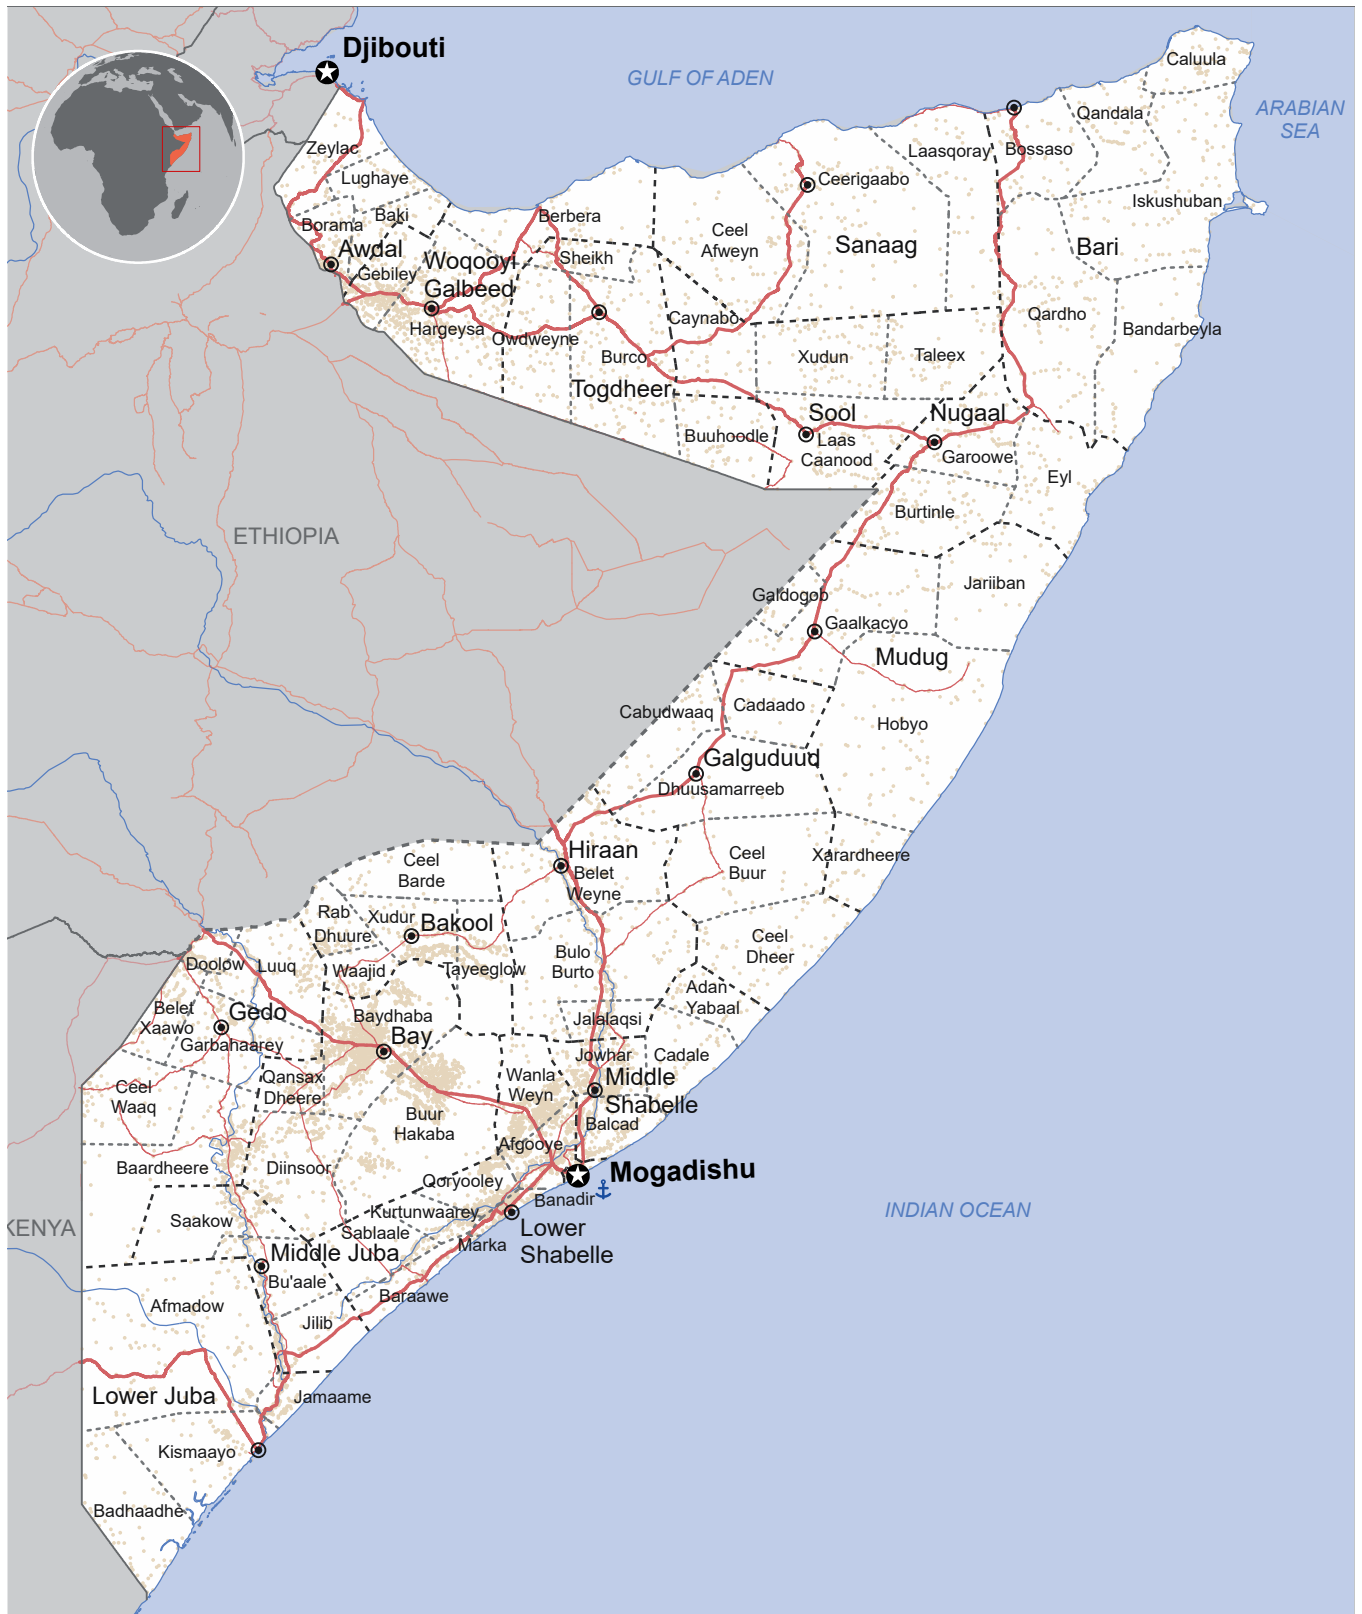 Djibouti
GULF OF ADEN
Caluula
ARABIAN
SEA
Qandala
Zeylac
Laasqoray
Bossaso
Lughaye
Ceerigaabo
Iskushuban
Baki
Borama
Berbera
Ceel
Afweyn
Sanaag
Bari
Awdal
Woqooyi
Galbeed
Sheikh
Gebiley
Hargeysa
Owdweyne
Caynabo
Qardho
Bandarbeyla
Burco
Xudun
Taleex
Togdheer
Sool
Nugaal
Buuhoodle
Laas
Caanood
Garoowe
Eyl
Burtinle
ETHIOPIA
Jariiban
Galdogob
Gaalkacyo
Mudug
Cabudwaaq
Cadaado
Hobyo
Galguduud
Dhuusamarreeb
Hiraan
Belet
Weyne
Ceel
Buur
Xarardheere
Ceel
Barde
Rab
Dhuure
Xudur
Bakool
Bulo
Burto
Ceel
Dheer
Doolow
Luuq
Waajid
Tayeeglow
Adan
Yabaal
Belet
Xaawo
Gedo
Baydhaba
Jalalaqsi
Garbahaarey
Bay
Jowhar
Cadale
Ceel
Waaq
Qansax
Dheere
Wanla
Weyn
Middle
Shabelle
Buur
Hakaba
Balcad
Afgooye
Baardheere
Diinsoor
Mogadishu
Qoryooley
Banadir
Saakow
Kurtunwaarey
Sablaale
Marka
Lower
Shabelle
INDIAN OCEAN
KENYA
Middle Juba
Bu'aale
Baraawe
Afmadow
Jilib
Lower Juba
Jamaame
Kismaayo
Badhaadhe